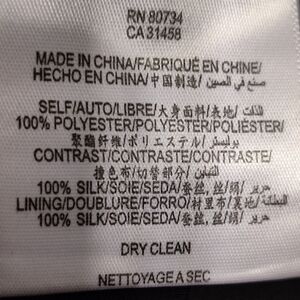 RN 80734
CA 31458
MADE IN CHINA/FABRIQUÉ EN CHINE/
HECHO EN CHINA/中国制造/ صنع في الصين
SELF/AUTO/LIBRE/大身面料/表地/ الذات
100% POLYESTER/POLYESTER/POLIÉSTER/
聚酯纤维/ポリエステル/ بوليستر
CONTRAST/CONTRASTE/CONTRASTE/
撞色布/切替部分/ التباين
100% SILK/SOIE/SEDA/蚕丝, 丝/絹/ حرير
LINING/DOUBLURE/FORRO/衬里布/裏地/ البطانة
100% SILK/SOIE/SEDA/蚕丝, 丝/絹/ حرير
DRY CLEAN
NETTOYAGE A SEC